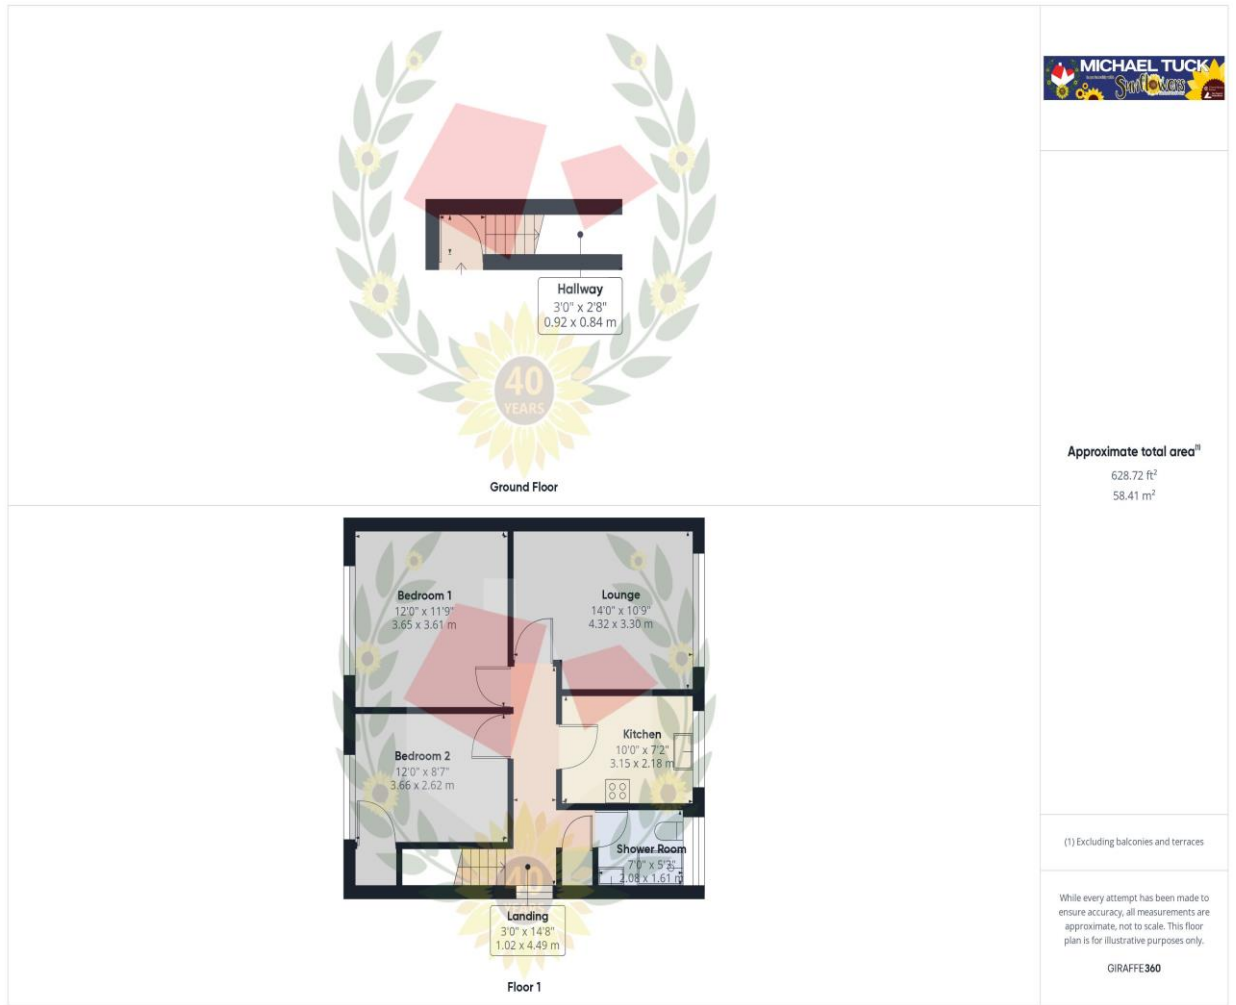 MICHAEL TUCK
Sunflowers
Hallway
3'0" x 2'8"
0.92 x 0.84 m
40
YEARS
Ground Floor
Approximate total area(1)
628.72 ft²
58.41 m²
Bedroom 1
12'0" x 11'9"
3.65 x 3.61 m
Lounge
14'0" x 10'9"
4.32 x 3.30 m
Kitchen
10'0" x 7'2"
3.15 x 2.18 m
Bedroom 2
12'0" x 8'7"
3.66 x 2.62 m
Shower Room
7'0" x 5'3"
2.08 x 1.61 m
40
Landing
3'0" x 14'8"
1.02 x 4.49 m
Floor 1
(1) Excluding balconies and terraces
While every attempt has been made to
ensure accuracy, all measurements are
approximate, not to scale. This floor
plan is for illustrative purposes only.
GIRAFFE360